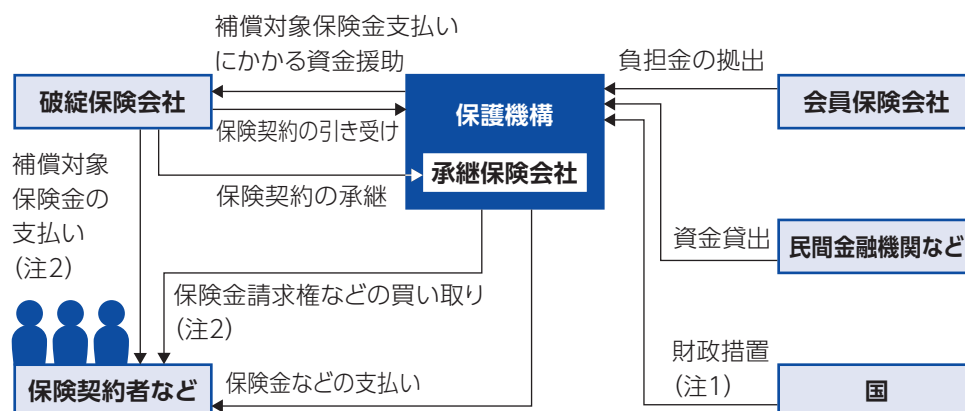 補償対象保険金支払い
にかかる資金援助
負担金の拠出
破綻保険会社
保護機構
会員保険会社
保険契約の引き受け
承継保険会社
補償対象
保険金の
支払い
(注2)
保険契約の承継
資金貸出
民間金融機関など
保険金請求権などの買い取り
(注2)
財政措置
(注1)
保険契約者など
保険金などの支払い
国